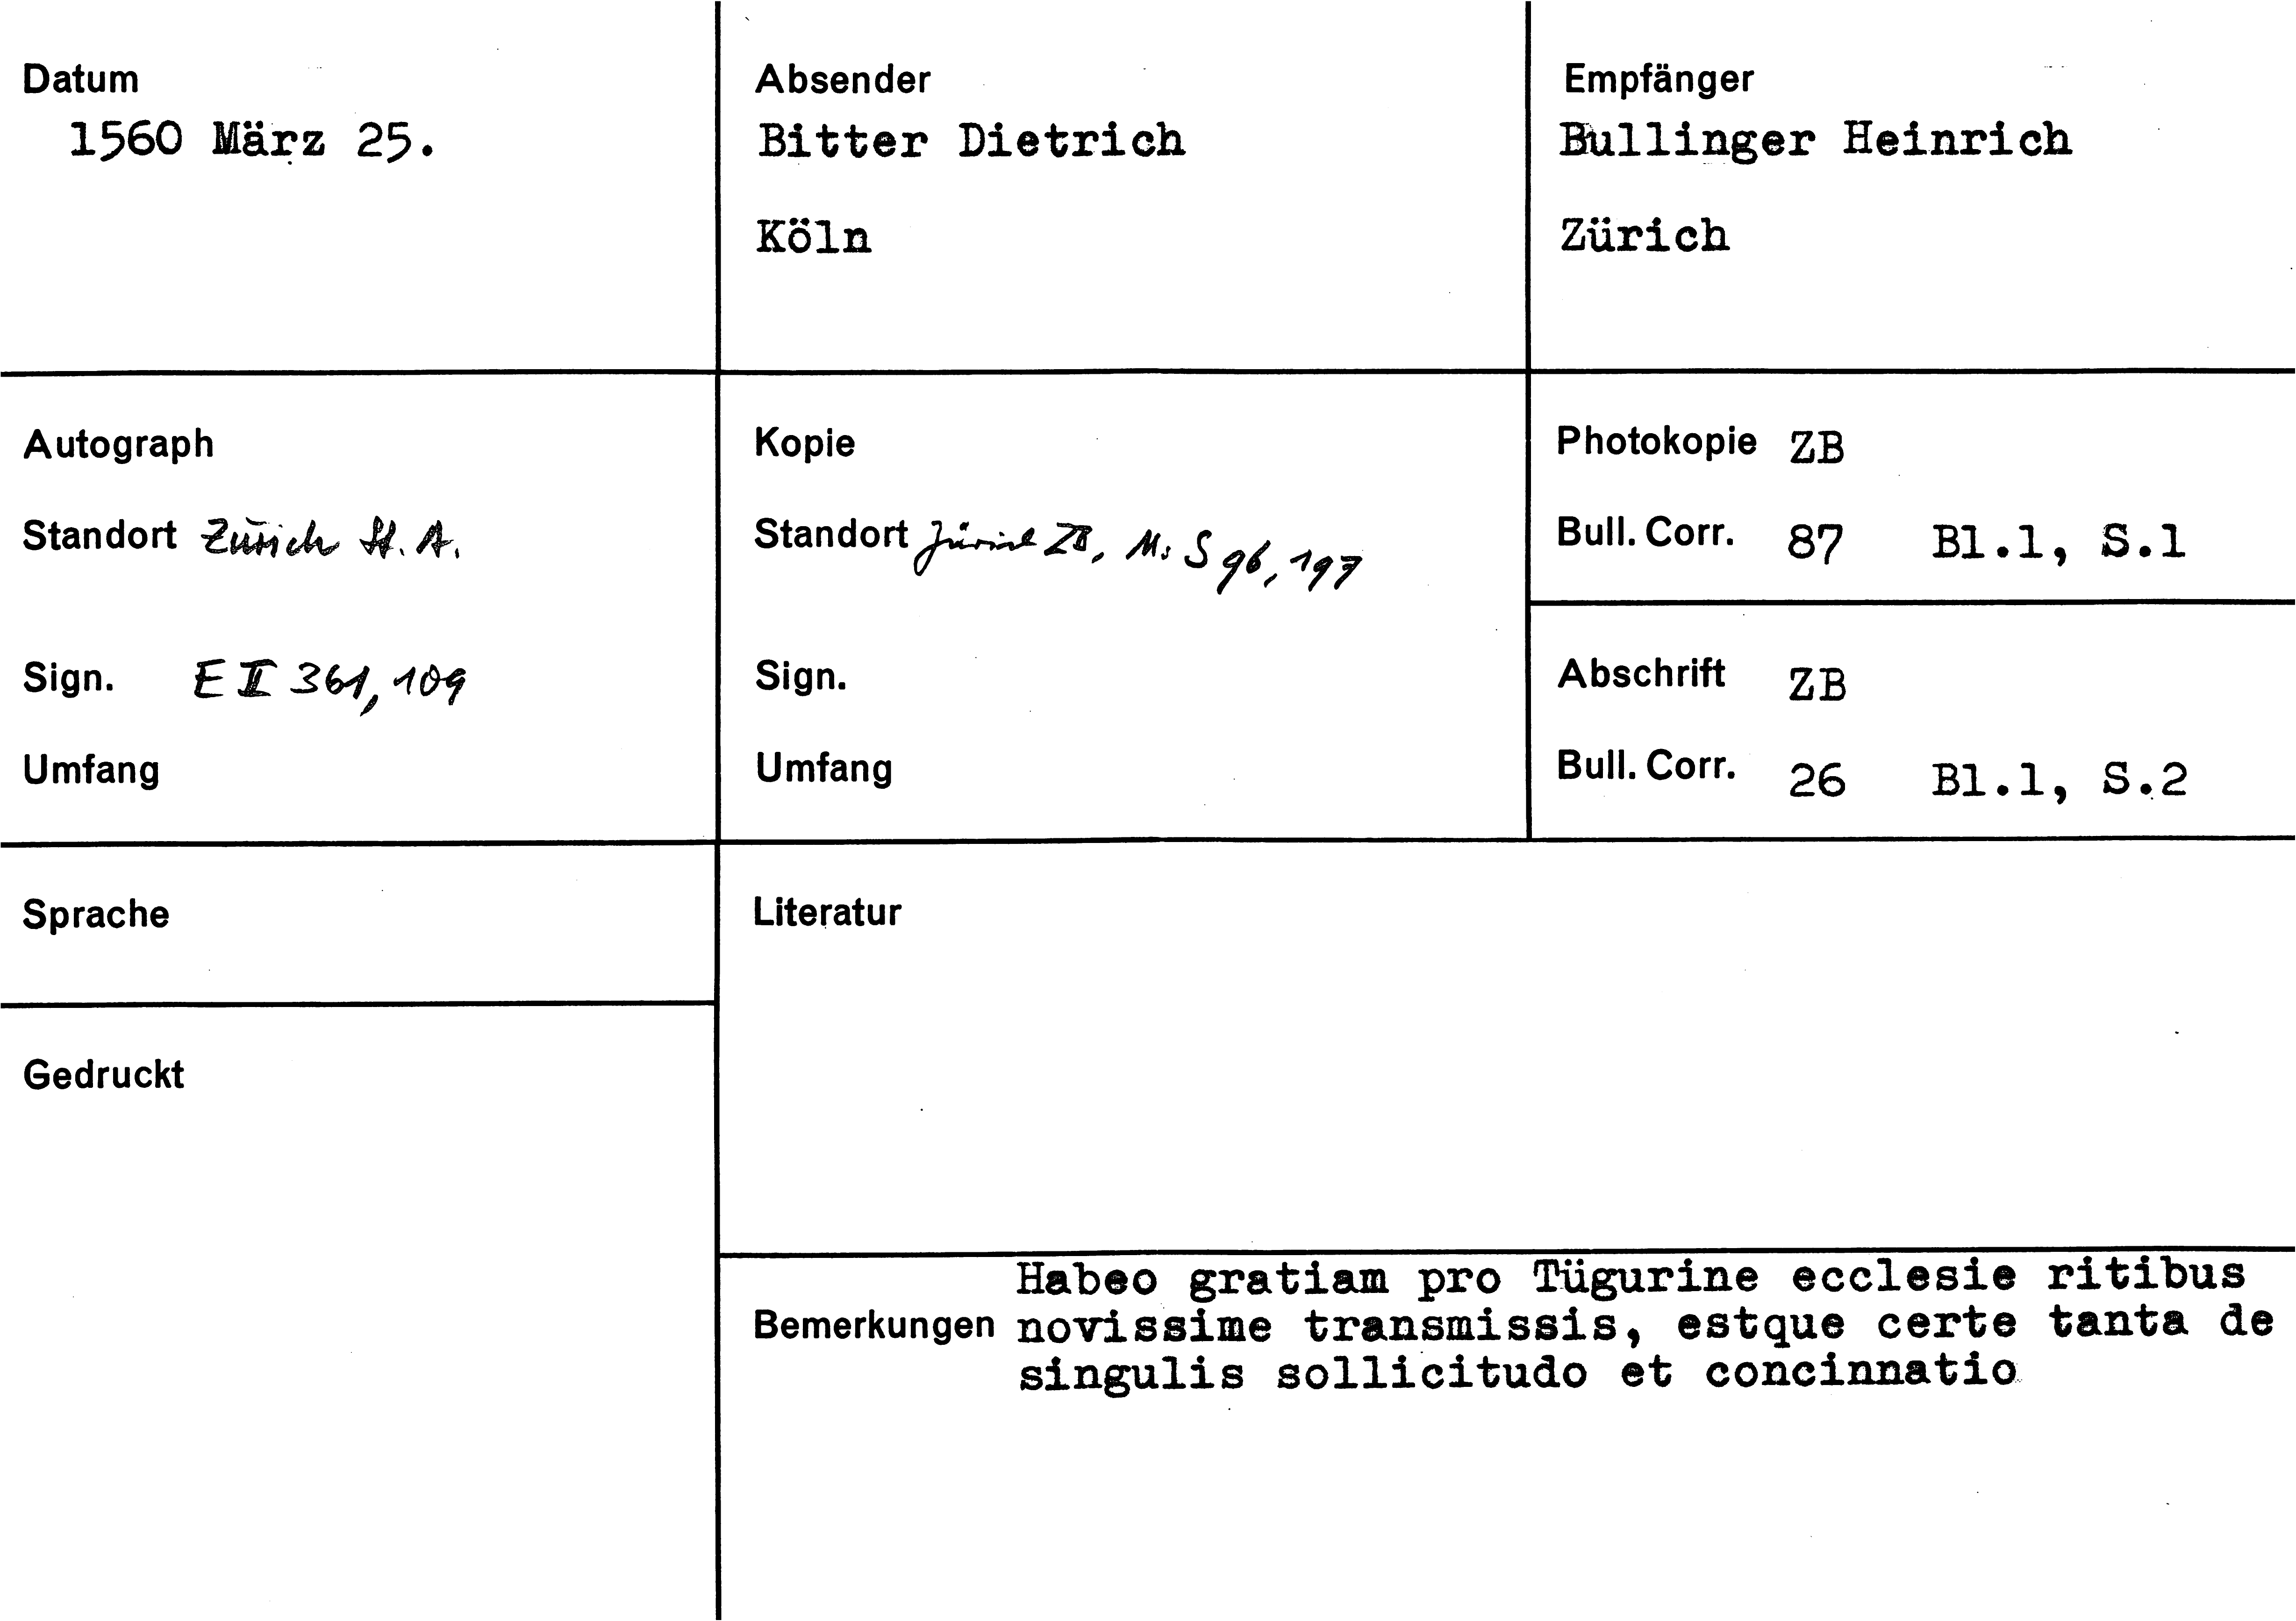 Datum
1560 März 25.
Absender
Bitter Dietrich
Köln
Empfänger
Bullinger Heinrich
Zürich
Autograph
Standort Zürich St. A.
Sign. E II 361, 109
Umfang
Kopie
Standort Zürich ZB, Ms S 96, 197
Sign.
Umfang
Photokopie ZB
Bull. Corr. 87 Bl.1, S.1
Abschrift ZB
Bull. Corr. 26 Bl.1, S.2
Sprache
Gedruckt
Literatur
Habeo gratiam pro Tügurine ecclesie ritibus
Bemerkungen novissime transmissis, estque certe tanta de
singulis sollicitudo et concinnatio